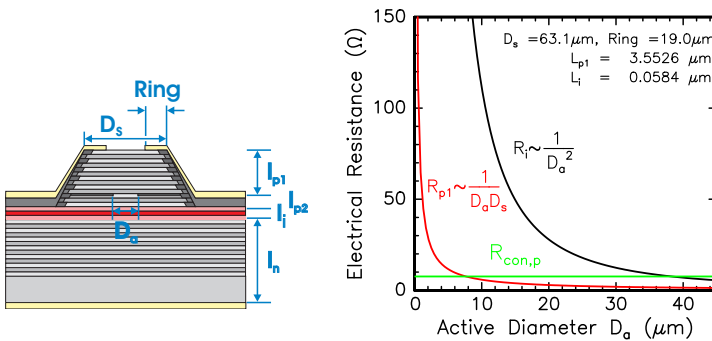 Ring
Ds
lp1
lp2
li
Da
ln
Electrical Resistance (Ω)
150
100
50
0
Ds =63.1μm, Ring =19.0μm
Lp1 = 3.5526 μm
Li = 0.0584 μm
Ri~1/Da²
Rp1~1/DaDs
Rcon,p
0 10 20 30 40
Active Diameter Da (μm)